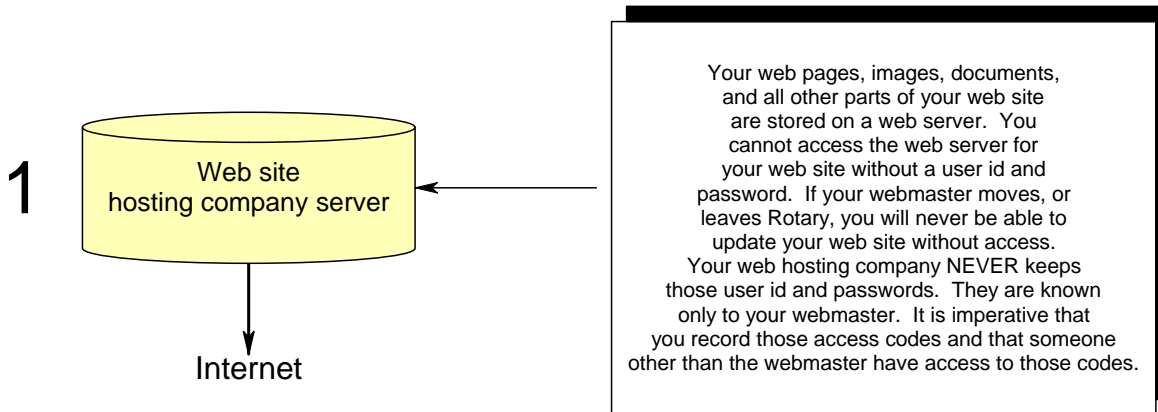 1
Web site
hosting company server
Internet
Your web pages, images, documents,
and all other parts of your web site
are stored on a web server.  You
cannot access the web server for
your web site without a user id and
password.  If your webmaster moves, or
leaves Rotary, you will never be able to
update your web site without access.
Your web hosting company NEVER keeps
those user id and passwords.  They are known
only to your webmaster.  It is imperative that
you record those access codes and that someone
other than the webmaster have access to those codes.